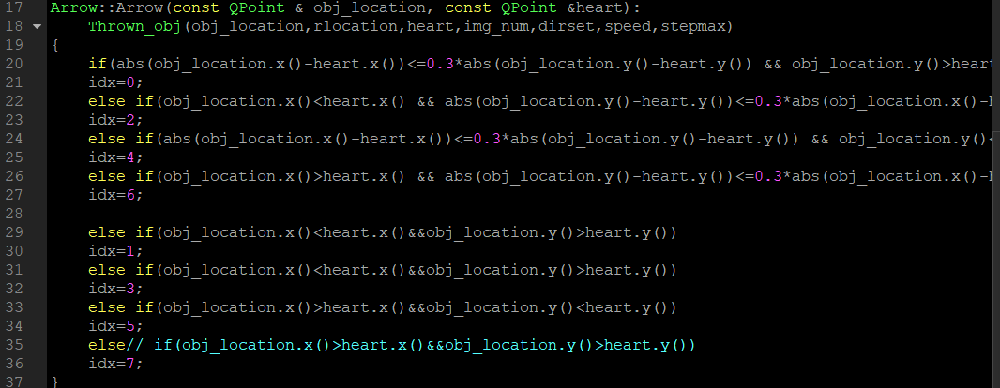 17 Arrow::Arrow(const QPoint & obj_location, const QPoint &heart):
18 Thrown_obj(obj_location,rlocation,heart,img_num,dirset,speed,stepmax)
19 {
20 if(abs(obj_location.x()-heart.x())<=0.3*abs(obj_location.y()-heart.y()) && obj_location.y()>heart
21 idx=0;
22 else if(obj_location.x()<heart.x() && abs(obj_location.y()-heart.y())<=0.3*abs(obj_location.x()-
23 idx=2;
24 else if(abs(obj_location.x()-heart.x())<=0.3*abs(obj_location.y()-heart.y()) && obj_location.y()<
25 idx=4;
26 else if(obj_location.x()>heart.x() && abs(obj_location.y()-heart.y())<=0.3*abs(obj_location.x()-
27 idx=6;
28
29 else if(obj_location.x()<heart.x()&&obj_location.y()>heart.y())
30 idx=1;
31 else if(obj_location.x()<heart.x()&&obj_location.y()>heart.y())
32 idx=3;
33 else if(obj_location.x()>heart.x()&&obj_location.y()<heart.y())
34 idx=5;
35 else// if(obj_location.x()>heart.x()&&obj_location.y()>heart.y())
36 idx=7;
37 }